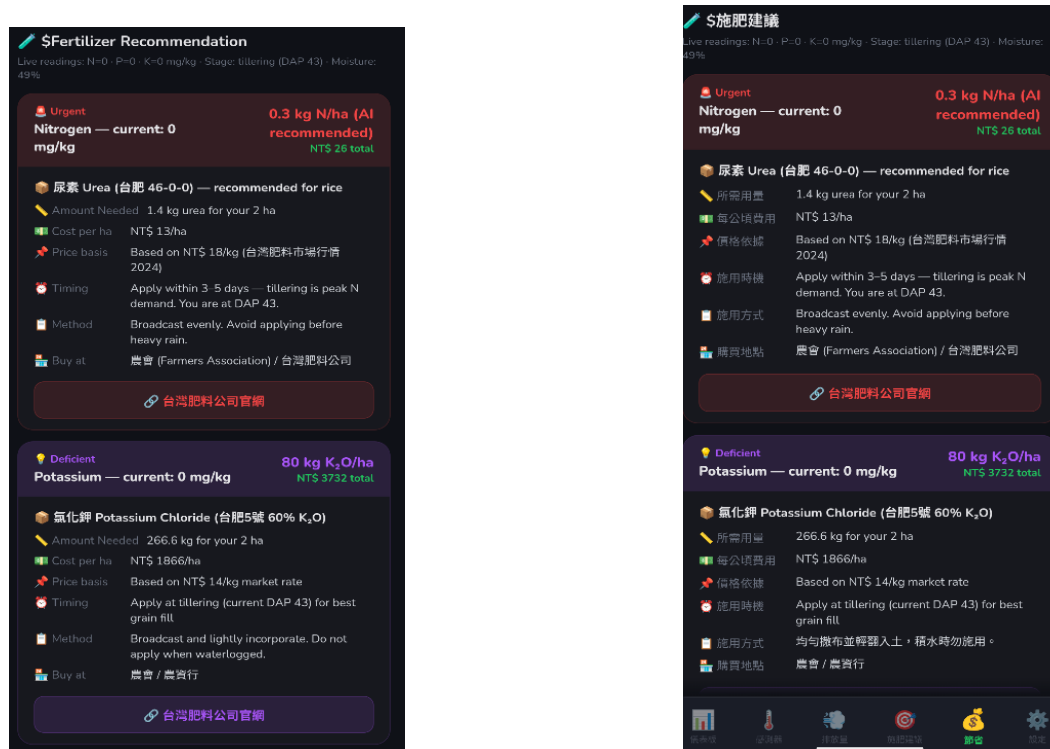 $Fertilizer Recommendation
Live readings: N=0 · P=0 · K=0 mg/kg · Stage: tillering (DAP 43) · Moisture:
49%
Urgent
Nitrogen — current: 0
mg/kg
0.3 kg N/ha (AI
recommended)
NT$ 26 total
尿素 Urea (台肥 46-0-0) — recommended for rice
Amount Needed 1.4 kg urea for your 2 ha
Cost per ha NT$ 13/ha
Price basis Based on NT$ 18/kg (台灣肥料市場行情
2024)
Timing Apply within 3–5 days — tillering is peak N
demand. You are at DAP 43.
Method Broadcast evenly. Avoid applying before
heavy rain.
Buy at 農會 (Farmers Association) / 台灣肥料公司
台灣肥料公司官網
Deficient
Potassium — current: 0 mg/kg
80 kg K₂O/ha
NT$ 3732 total
氯化鉀 Potassium Chloride (台肥5號 60% K₂O)
Amount Needed 266.6 kg for your 2 ha
Cost per ha NT$ 1866/ha
Price basis Based on NT$ 14/kg market rate
Timing Apply at tillering (current DAP 43) for best
grain fill
Method Broadcast and lightly incorporate. Do not
apply when waterlogged.
Buy at 農會 / 農資行
台灣肥料公司官網
$施肥建議
Live readings: N=0 · P=0 · K=0 mg/kg · Stage: tillering (DAP 43) · Moisture:
49%
Urgent
Nitrogen — current: 0
mg/kg
0.3 kg N/ha (AI
recommended)
NT$ 26 total
尿素 Urea (台肥 46-0-0) — recommended for rice
所需用量 1.4 kg urea for your 2 ha
每公頃費用 NT$ 13/ha
價格依據 Based on NT$ 18/kg (台灣肥料市場行情
2024)
施用時機 Apply within 3–5 days — tillering is peak N
demand. You are at DAP 43.
施用方式 Broadcast evenly. Avoid applying before
heavy rain.
購買地點 農會 (Farmers Association) / 台灣肥料公司
台灣肥料公司官網
Deficient
Potassium — current: 0 mg/kg
80 kg K₂O/ha
NT$ 3732 total
氯化鉀 Potassium Chloride (台肥5號 60% K₂O)
所需用量 266.6 kg for your 2 ha
每公頃費用 NT$ 1866/ha
價格依據 Based on NT$ 14/kg market rate
施用時機 Apply at tillering (current DAP 43) for best
grain fill
施用方式 均勻撒布並輕翻入土，積水時勿施用。
購買地點 農會 / 農資行
節省